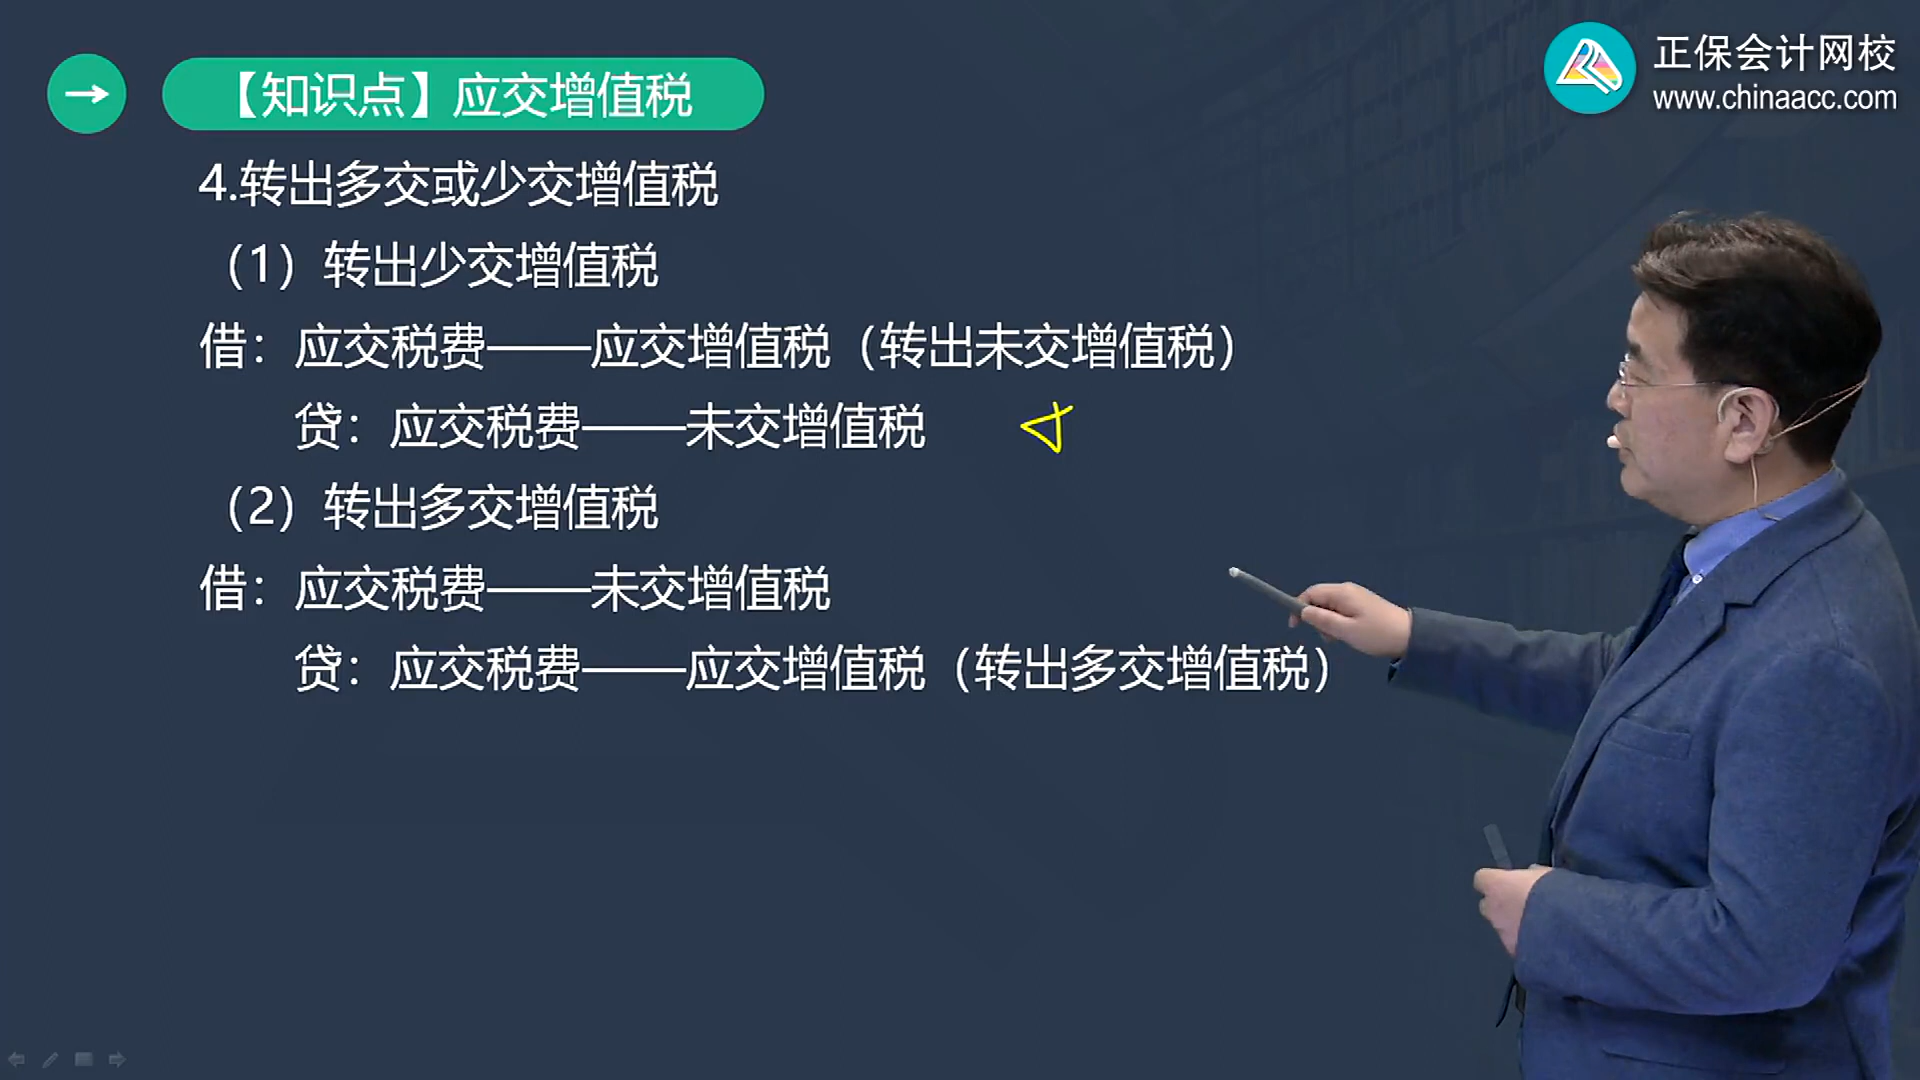 正保会计网校
www.chinaacc.com
【知识点】应交增值税
4.转出多交或少交增值税
（1）转出少交增值税
借：应交税费——应交增值税（转出未交增值税）
贷：应交税费——未交增值税
（2）转出多交增值税
借：应交税费——未交增值税
贷：应交税费——应交增值税（转出多交增值税）